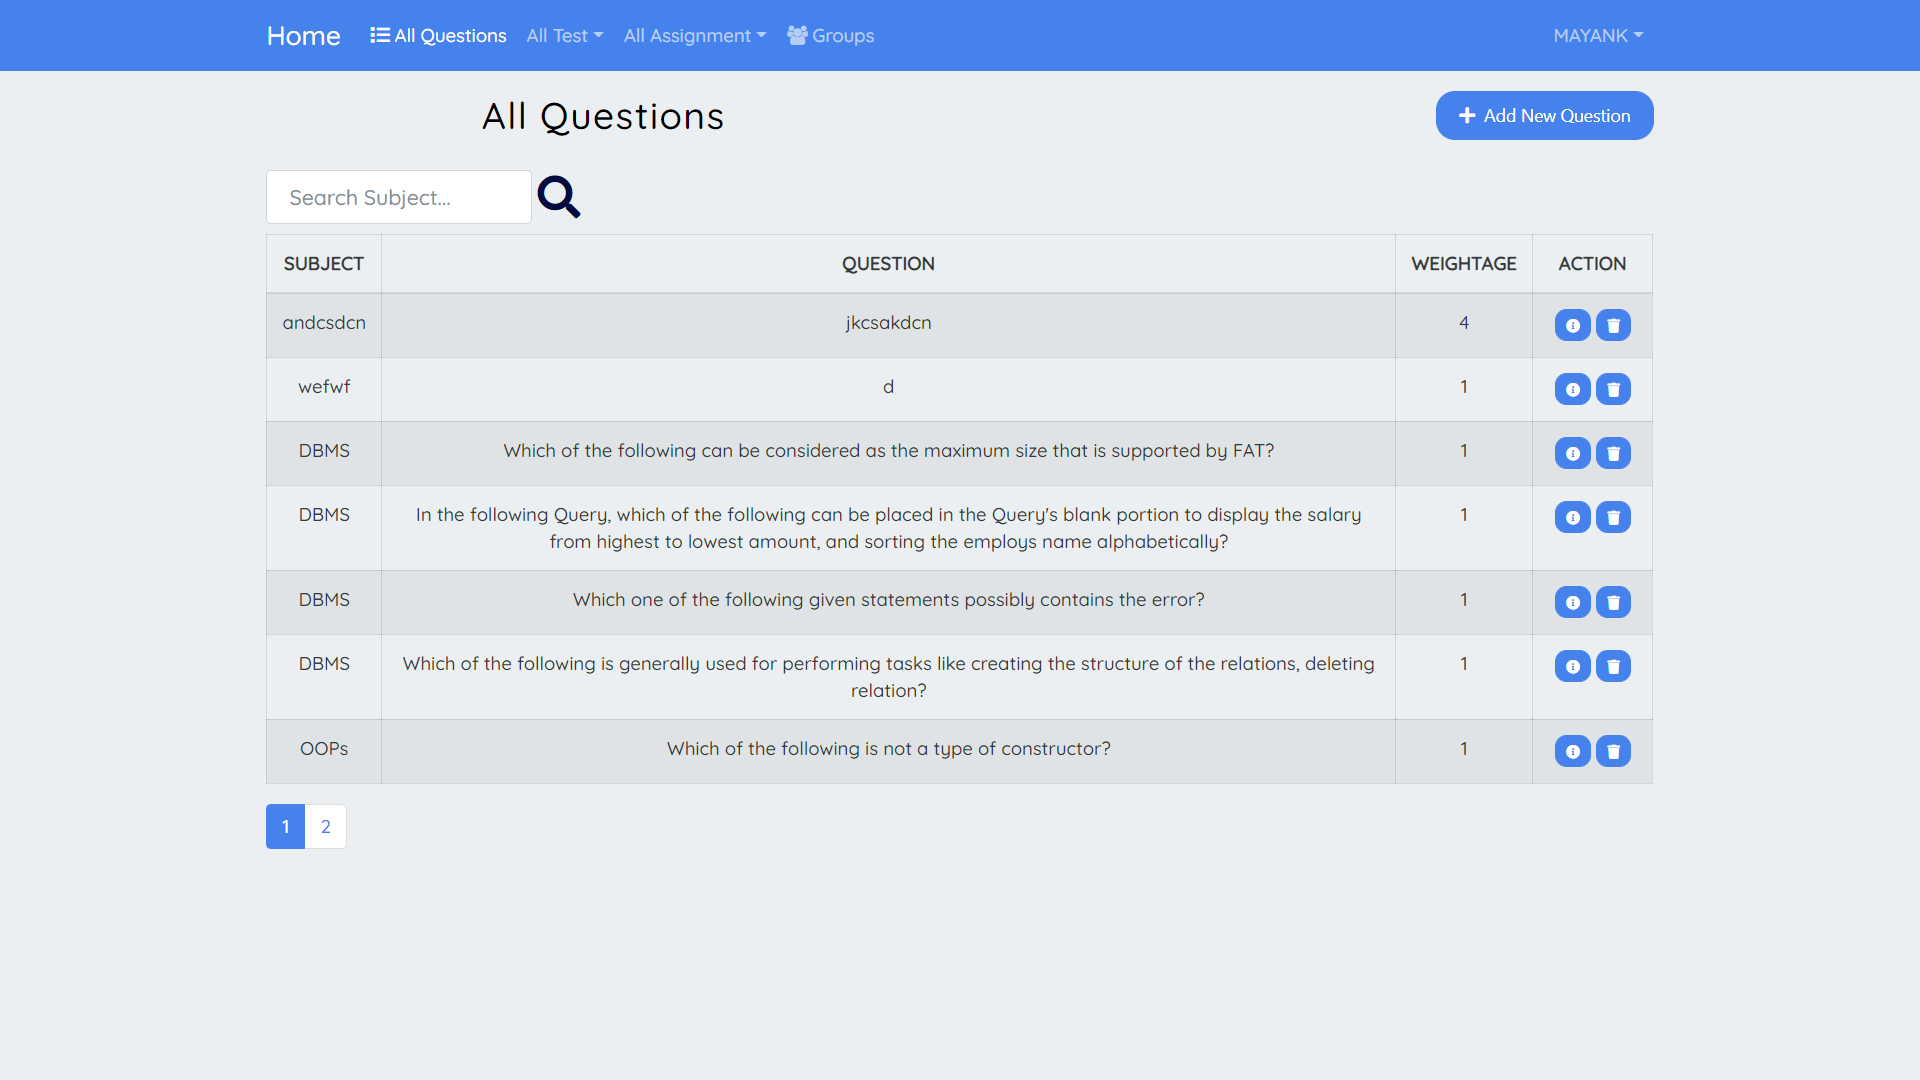 Home All Questions All Test All Assignment Groups MAYANK
All Questions
Add New Question
Search Subject...
SUBJECT QUESTION WEIGHTAGE ACTION
andcsdcn jkcsakdcn 4
wefwf d 1
DBMS Which of the following can be considered as the maximum size that is supported by FAT? 1
DBMS In the following Query, which of the following can be placed in the Query's blank portion to display the salary 1
from highest to lowest amount, and sorting the employs name alphabetically?
DBMS Which one of the following given statements possibly contains the error? 1
DBMS Which of the following is generally used for performing tasks like creating the structure of the relations, deleting 1
relation?
OOPs Which of the following is not a type of constructor? 1
1 2